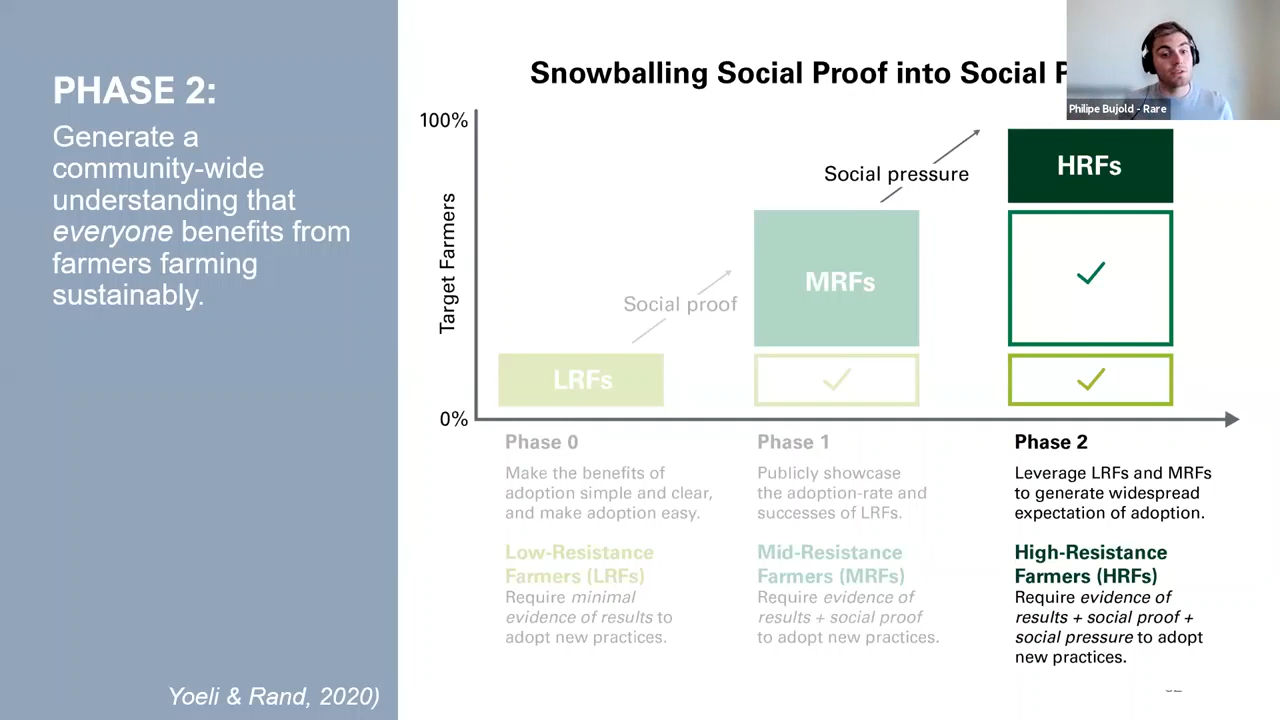 PHASE 2:
Generate a
community-wide
understanding that
everyone benefits from
farmers farming
sustainably.
Yoeli & Rand, 2020)
Snowballing Social Proof into Social
Philipe Bujold - Rare
100%
Target Farmers
0%
Social pressure
HRFs
Social proof
MRFs
LRFs
Phase 0
Make the benefits of
adoption simple and clear,
and make adoption easy.
Low-Resistance
Farmers (LRFs)
Require minimal
evidence of results to
adopt new practices.
Phase 1
Publicly showcase
the adoption-rate and
successes of LRFs.
Mid-Resistance
Farmers (MRFs)
Require evidence of
results + social proof
to adopt new practices.
Phase 2
Leverage LRFs and MRFs
to generate widespread
expectation of adoption.
High-Resistance
Farmers (HRFs)
Require evidence of
results + social proof +
social pressure to adopt
new practices.